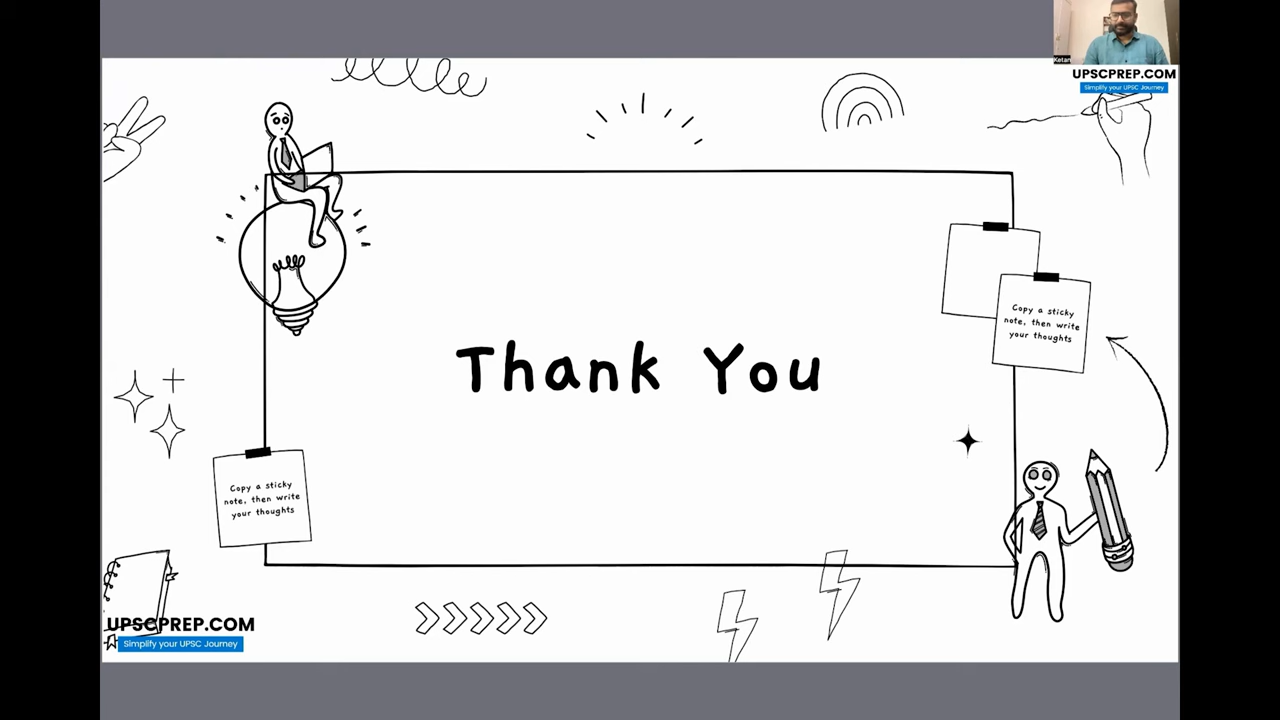 Ketan
UPSCPREP.COM
Simplify your UPSC Journey
Copy a sticky
note, then write
your thoughts
Thank You
Copy a sticky
note, then write
your thoughts
UPSCPREP.COM
Simplify your UPSC Journey